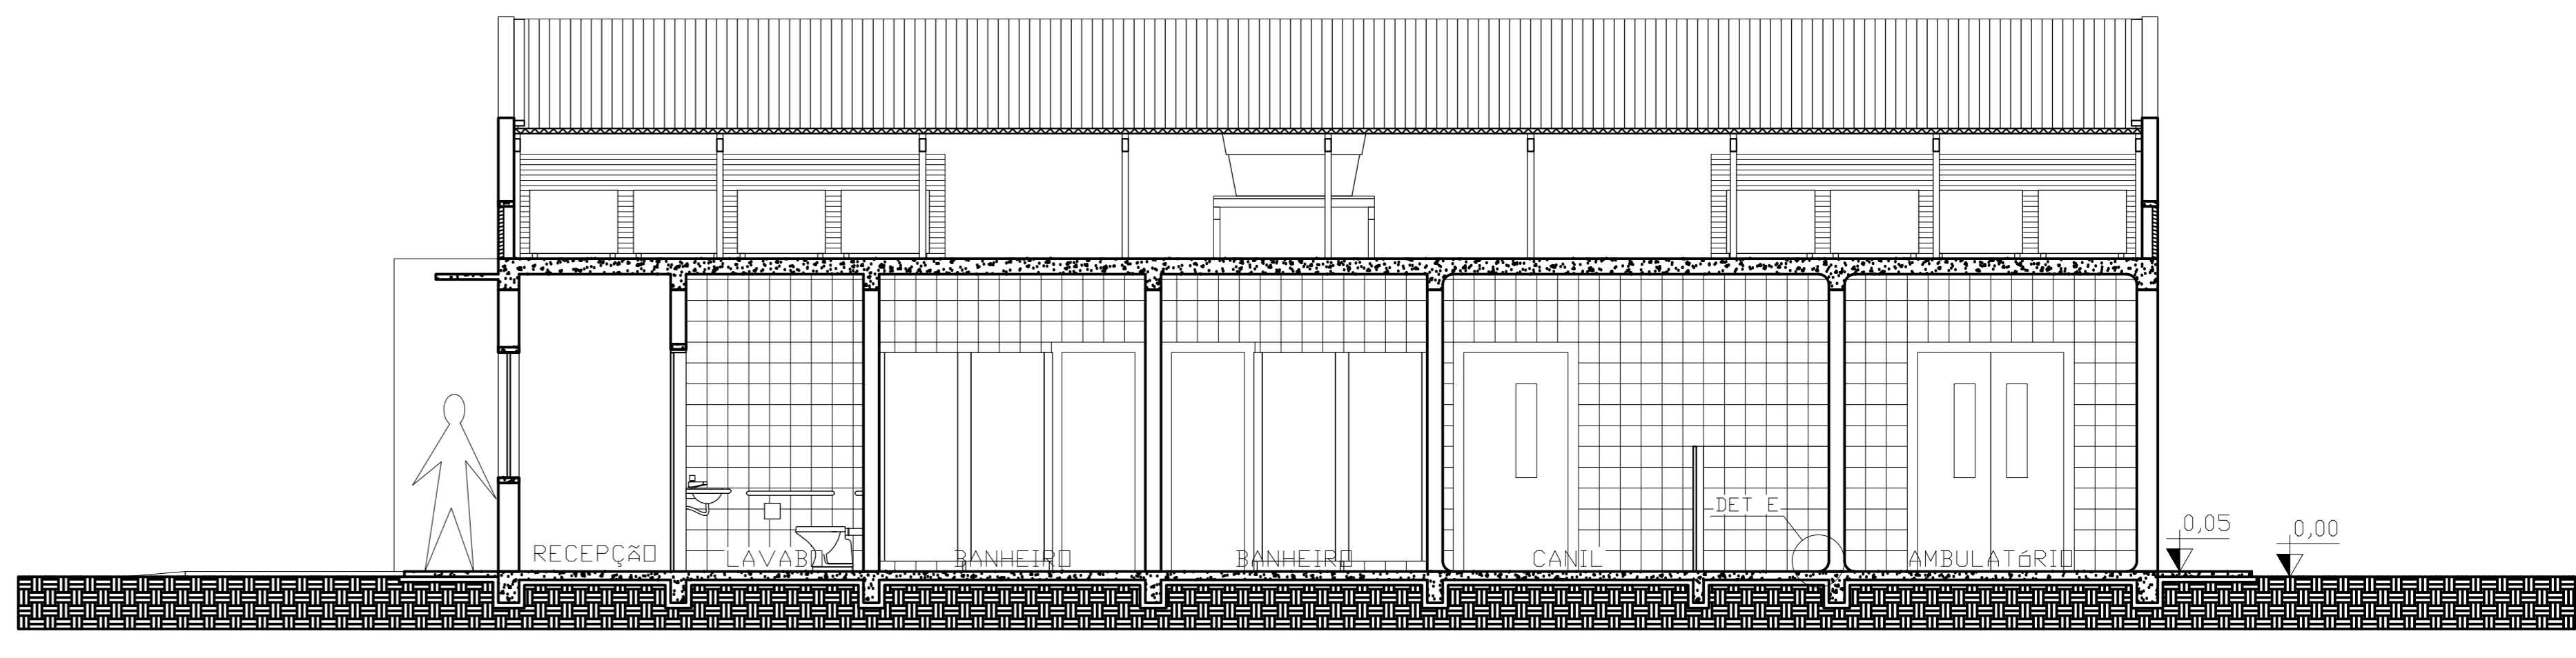 DET E
0,05
0,00
RECEPÇÃO
LAVABO
BANHEIRO
BANHEIRO
CANIL
AMBULATóRIO